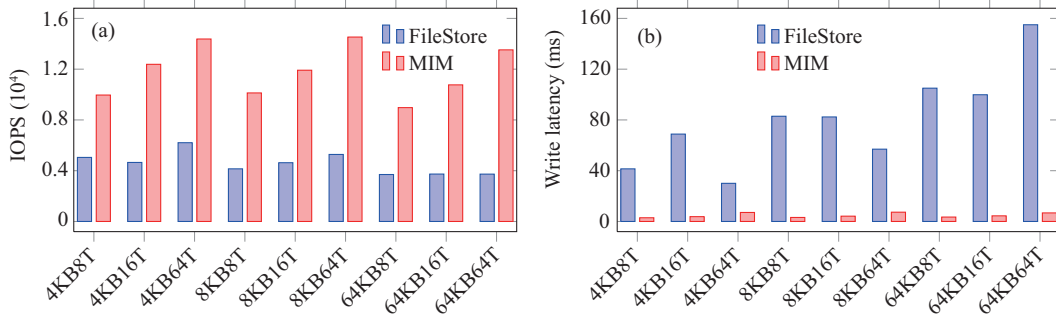 (a)
FileStore
MIM
IOPS (10⁴)
1.6
1.2
0.8
0.4
0
4KB8T
4KB16T
4KB64T
8KB8T
8KB16T
8KB64T
64KB8T
64KB16T
64KB64T
(b)
FileStore
MIM
Write latency (ms)
160
120
80
40
0
4KB8T
4KB16T
4KB64T
8KB8T
8KB16T
8KB64T
64KB8T
64KB16T
64KB64T